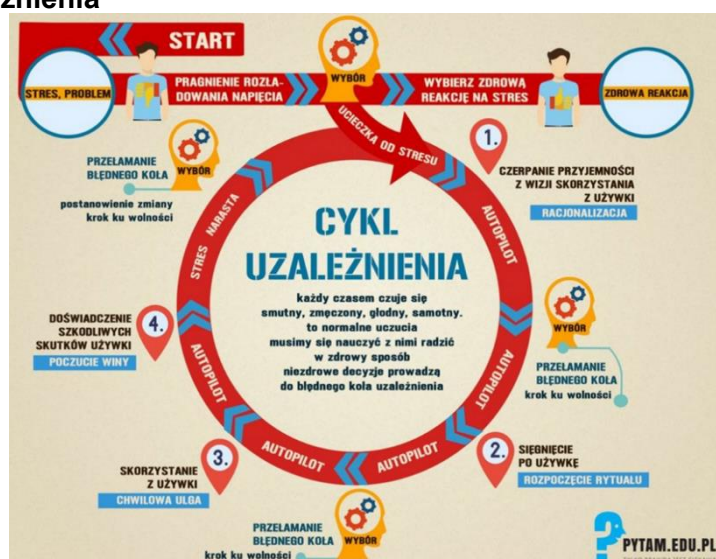 znienia
START
STRES, PROBLEM
PRAGNIENIE ROZŁA-
DOWANIA NAPIĘCIA
WYBÓR
WYBIERZ ZDROWĄ
REAKCJĘ NA STRES
ZDROWA REAKCJA
UCIECZKA OD STRESU
1.
CZERPANIE PRZYJEMNOŚCI
Z WIZJI SKORZYSTANIA
Z UŻYWKI
RACJONALIZACJA
AUTOPILOT
WYBÓR
PRZEŁAMANIE
BŁĘDNEGO KOŁA
krok ku wolności
AUTOPILOT
2.
SIĘGNIĘCIE
PO UŻYWKĘ
ROZPOCZĘCIE RYTUAŁU
AUTOPILOT
WYBÓR
PRZEŁAMANIE
BŁĘDNEGO KOŁA
krok ku wolności
AUTOPILOT
3.
SKORZYSTANIE
Z UŻYWKI
CHWILOWA ULGA
AUTOPILOT
4.
DOŚWIADCZENIE
SZKODLIWYCH
SKUTKÓW UŻYWKI
POCZUCIE WINY
STRES NARASTA
WYBÓR
PRZEŁAMANIE
BŁĘDNEGO KOŁA
postanowienie zmiany
krok ku wolności
CYKL
UZALEŻNIENIA
każdy czasem czuje się
smutny, zmęczony, głodny, samotny.
to normalne uczucia
musimy się nauczyć z nimi radzić
w zdrowy sposób
niezdrowe decyzje prowadzą
do błędnego koła uzależnienia
PYTAM.EDU.PL